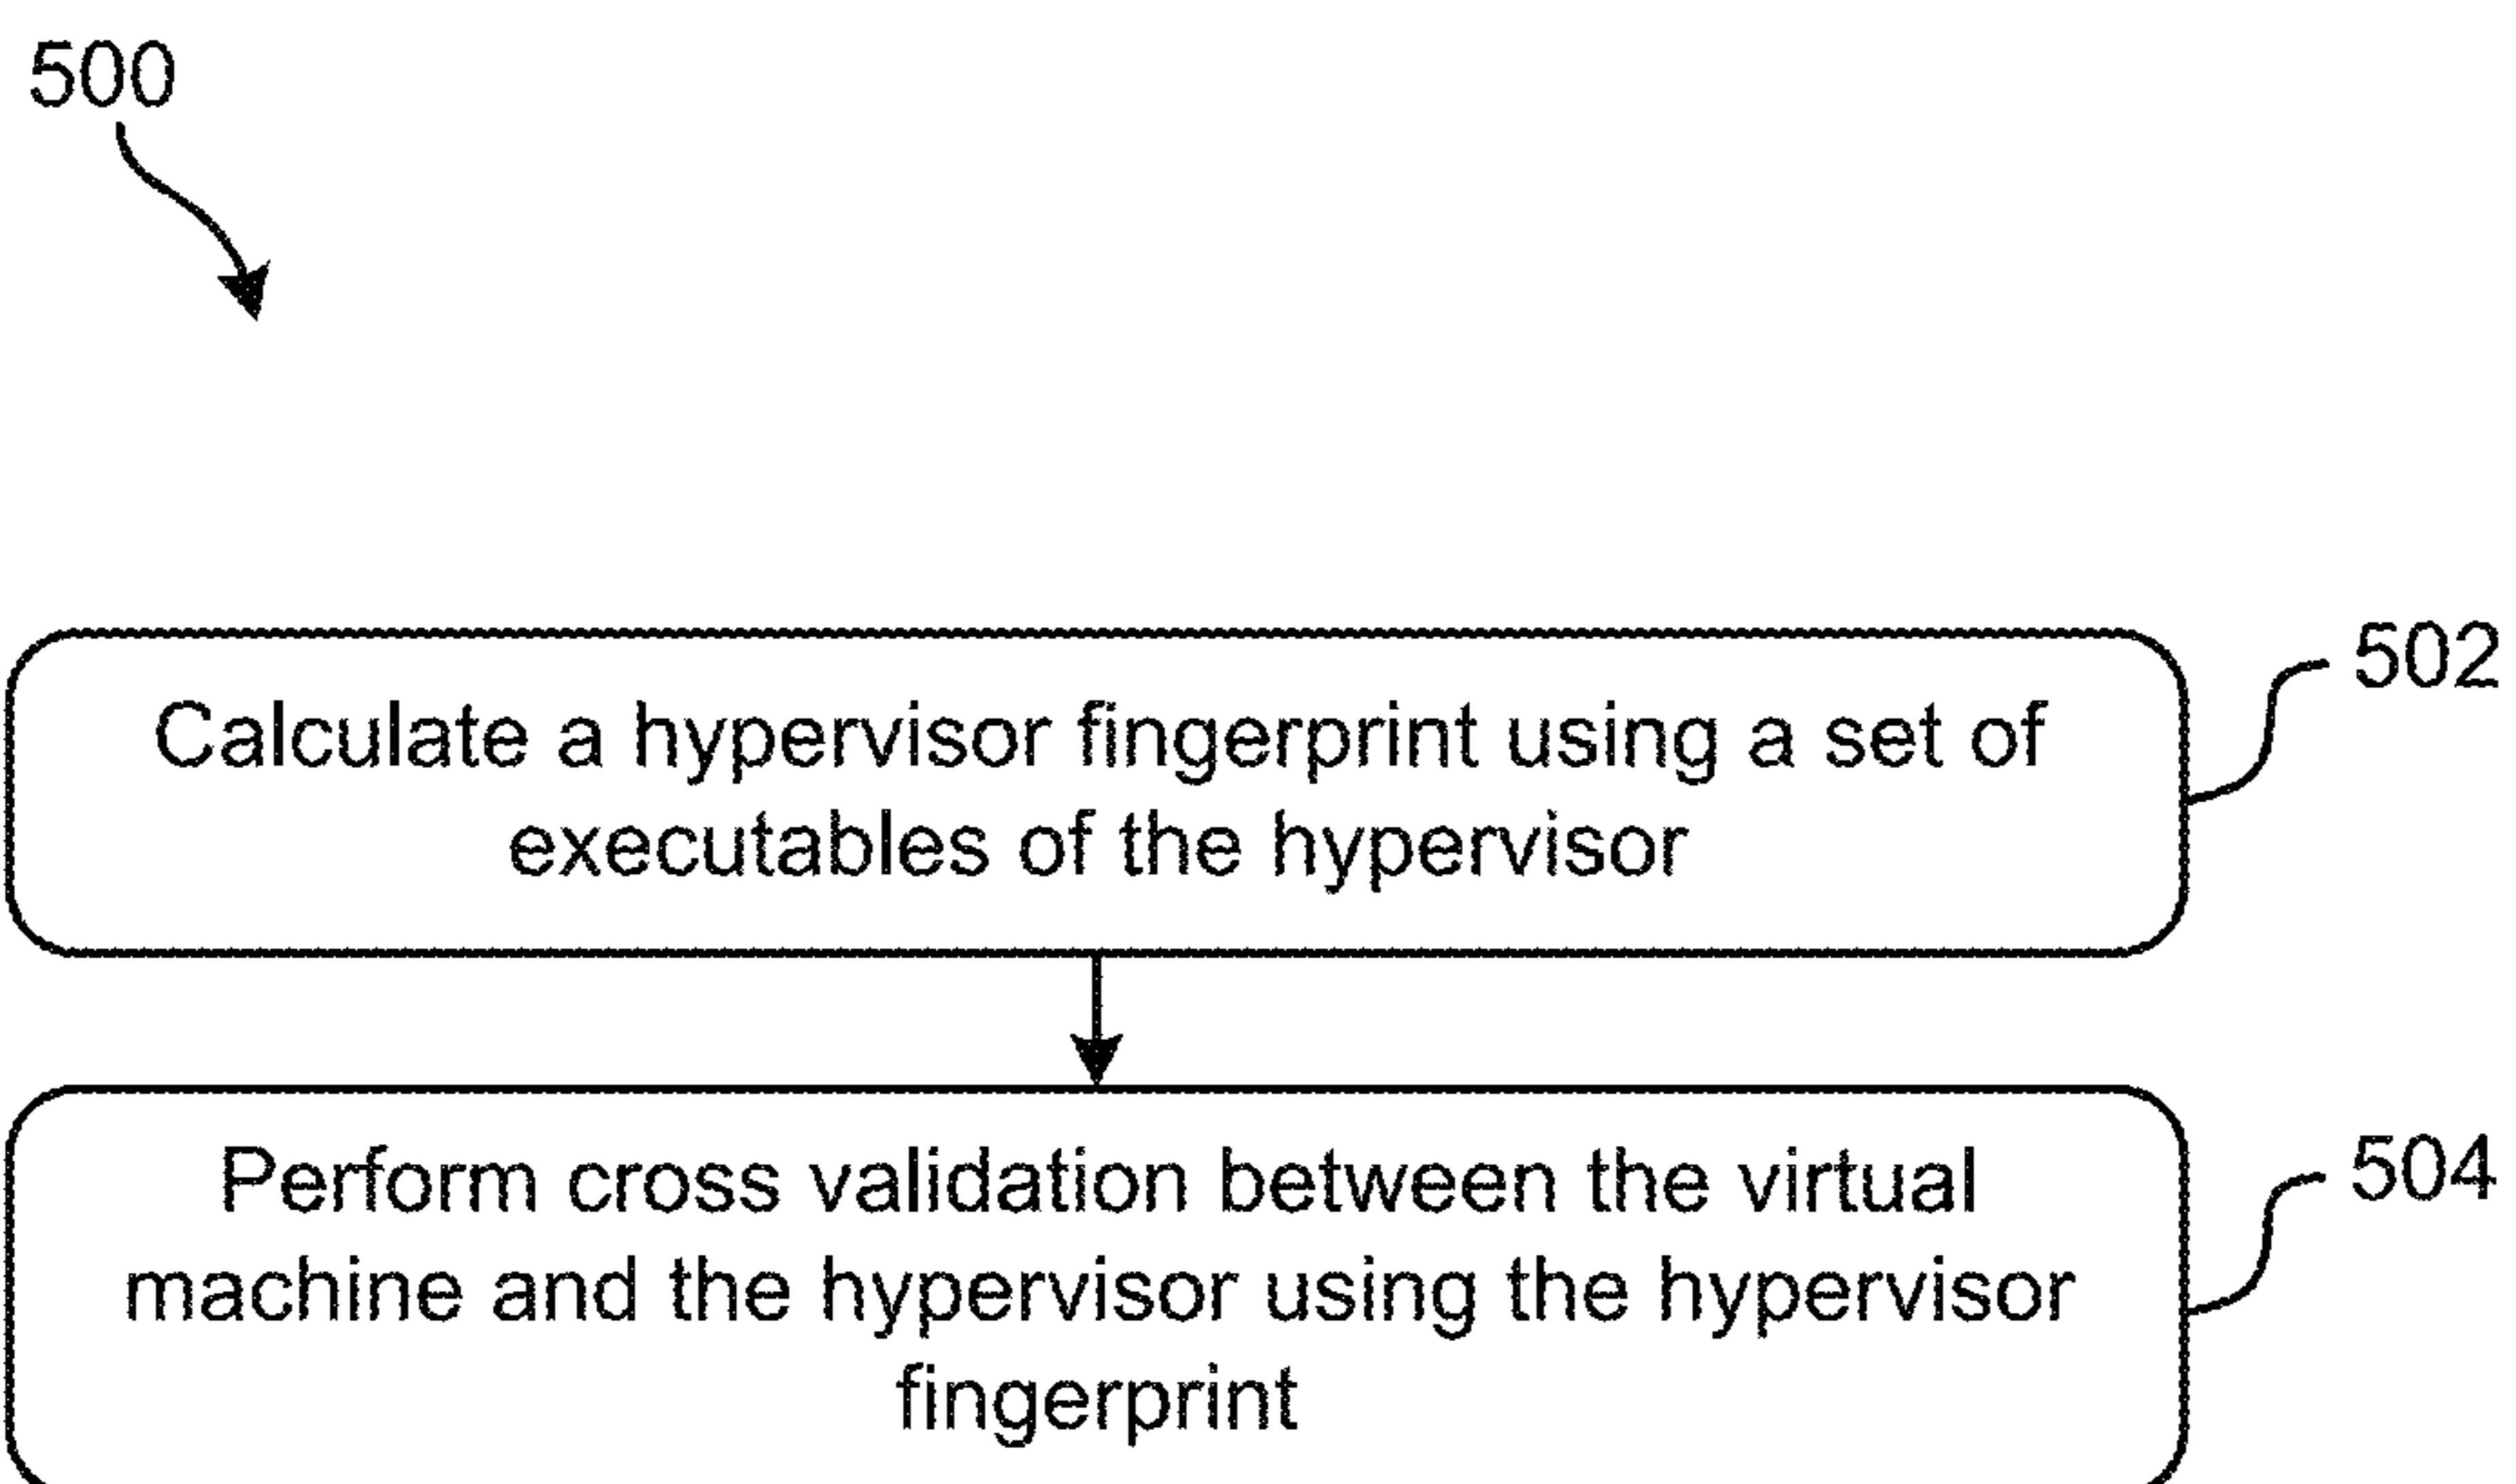 500
502
Calculate a hypervisor fingerprint using a set of
executables of the hypervisor
504
Perform cross validation between the virtual
machine and the hypervisor using the hypervisor
fingerprint